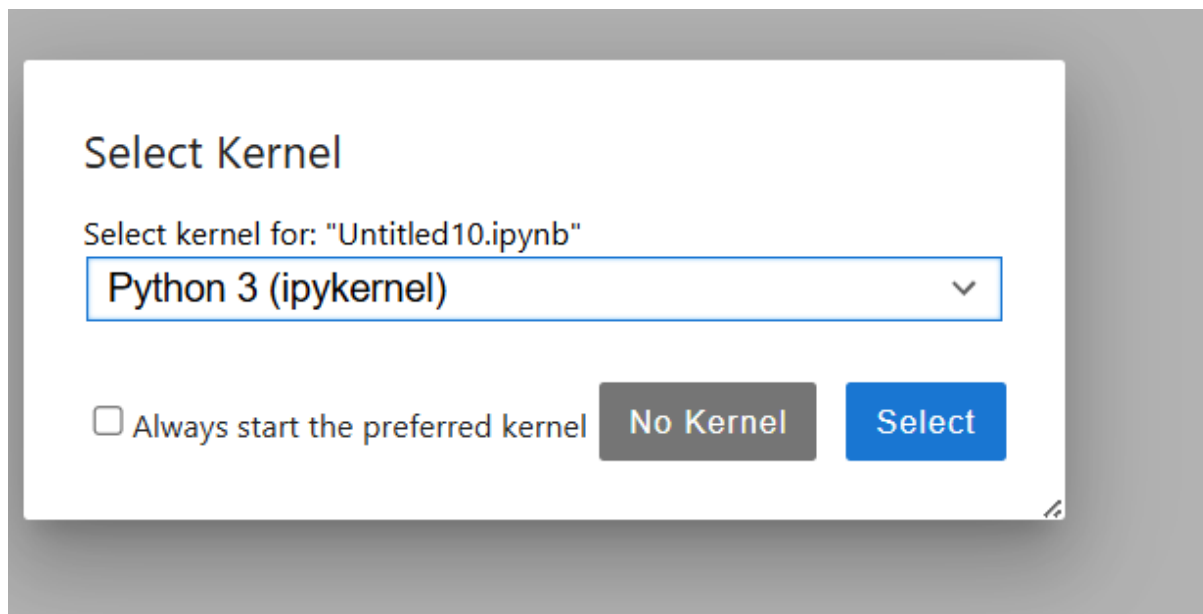 Select Kernel
Select kernel for: "Untitled10.ipynb"
Python 3 (ipykernel)
Always start the preferred kernel No Kernel Select